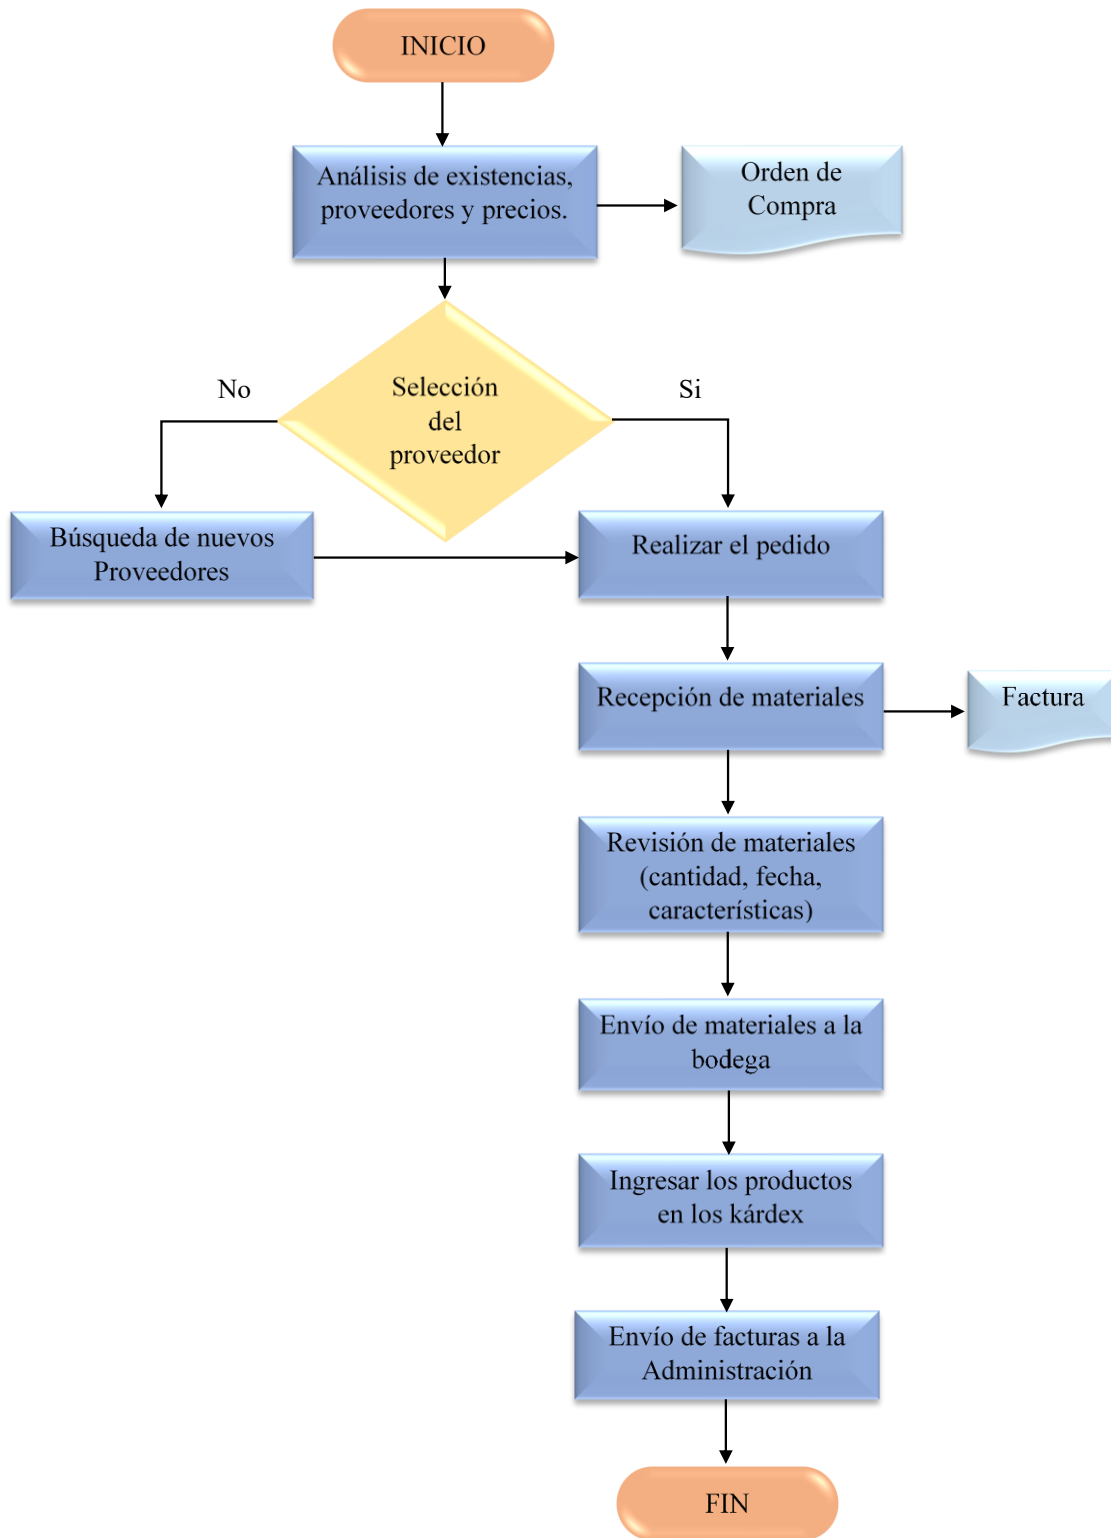 INICIO
Análisis de existencias,
proveedores y precios.
Orden de
Compra
Selección
del
proveedor
No
Si
Búsqueda de nuevos
Proveedores
Realizar el pedido
Recepción de materiales
Factura
Revisión de materiales
(cantidad, fecha,
características)
Envío de materiales a la
bodega
Ingresar los productos
en los kárdex
Envío de facturas a la
Administración
FIN